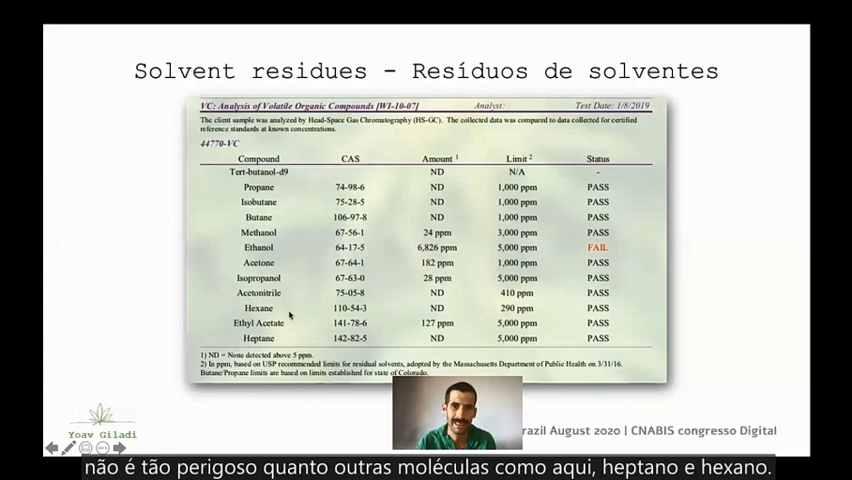 Solvent residues - Resíduos de solventes
VC: Analysis of Volatile Organic Compounds [WI-10-07] Analyst: Test Date: 1/8/2019
The client sample was analyzed by Head-Space Gas Chromatography (HS-GC). The collected data was compared to data collected for certified
reference standards at known concentrations.
44770-VC
Compound CAS Amount 1 Limit 2 Status
Tert-butanol-d9 ND N/A -
Propane 74-98-6 ND 1,000 ppm PASS
Isobutane 75-28-5 ND 1,000 ppm PASS
Butane 106-97-8 ND 1,000 ppm PASS
Methanol 67-56-1 24 ppm 3,000 ppm PASS
Ethanol 64-17-5 6,826 ppm 5,000 ppm FAIL
Acetone 67-64-1 182 ppm 1,000 ppm PASS
Isopropanol 67-63-0 28 ppm 5,000 ppm PASS
Acetonitrile 75-05-8 ND 410 ppm PASS
Hexane 110-54-3 ND 290 ppm PASS
Ethyl Acetate 141-78-6 127 ppm 5,000 ppm PASS
Heptane 142-82-5 ND 5,000 ppm PASS
1) ND = None detected above 5 ppm.
2) In ppm, based on USP recommended limits for residual solvents, adopted by the Massachusetts Department of Public Health on 3/31/16.
Butane/Propane limits are based on limits established for state of Colorado.
Yoav Giladi
razil August 2020 | CNABIS congresso Digital
não é tão perigoso quanto outras moléculas como aqui, heptano e hexano.